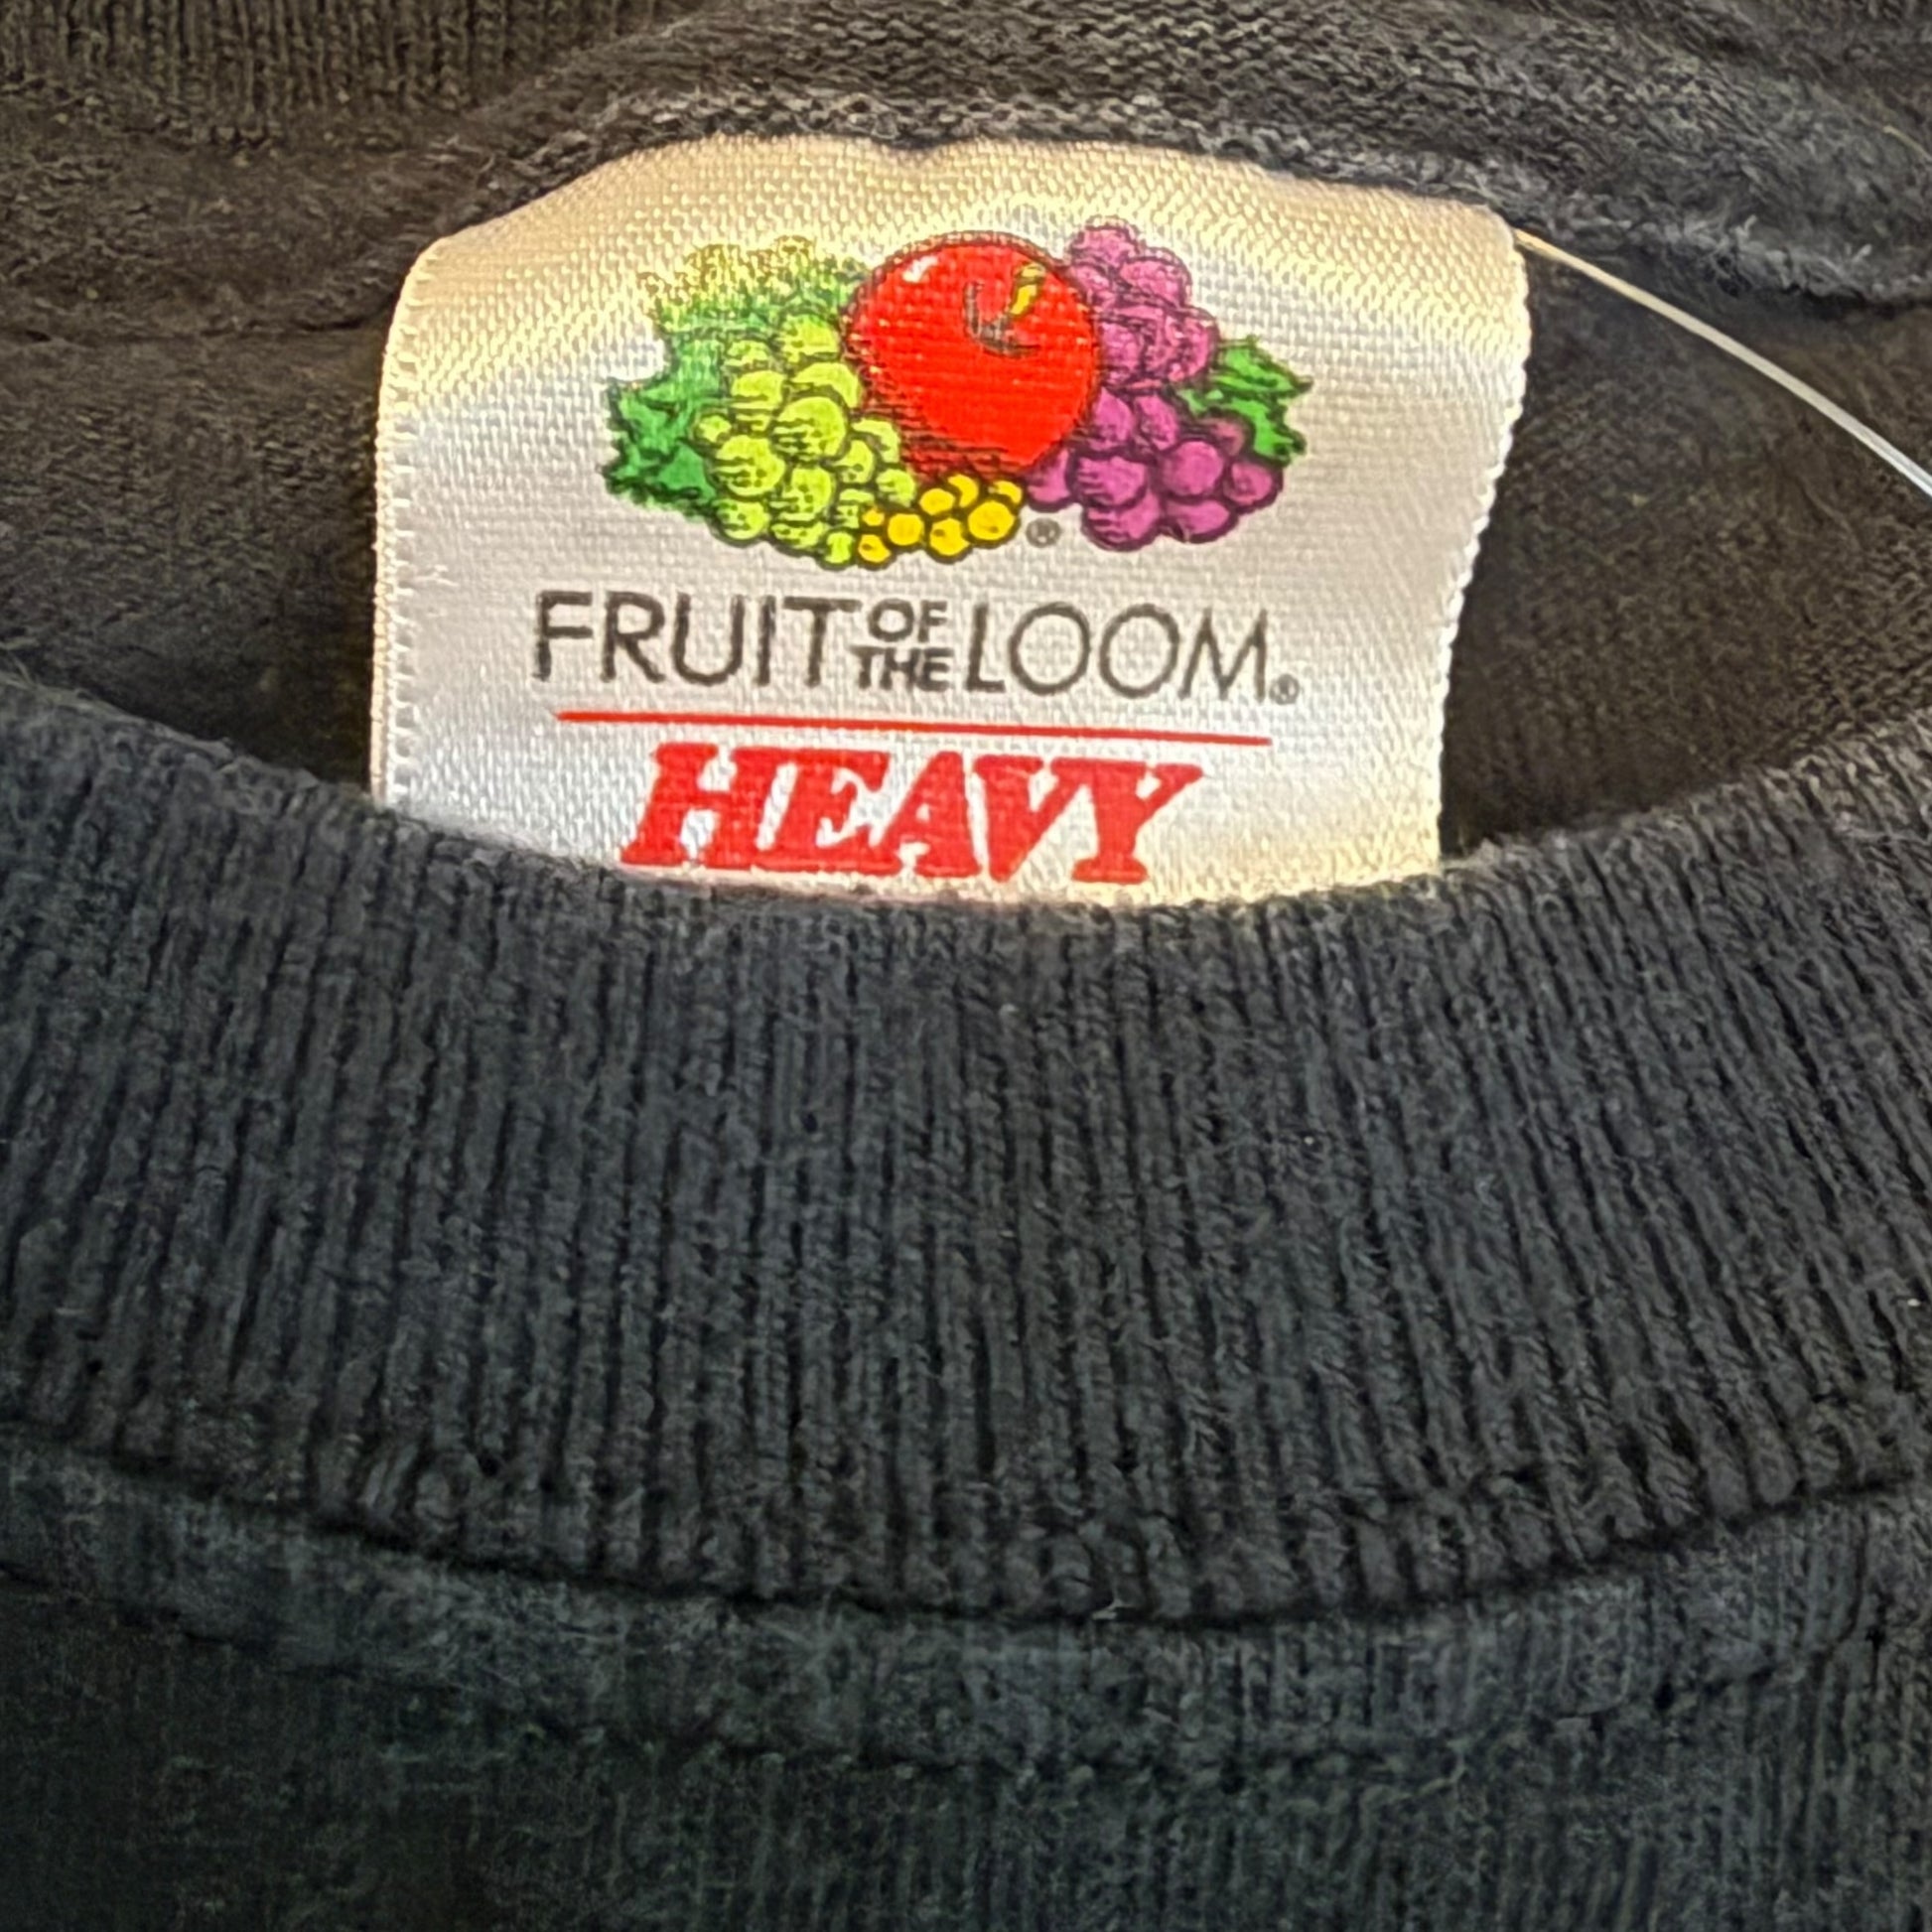 ®
FRUIT OF THE LOOM®
HEAVY